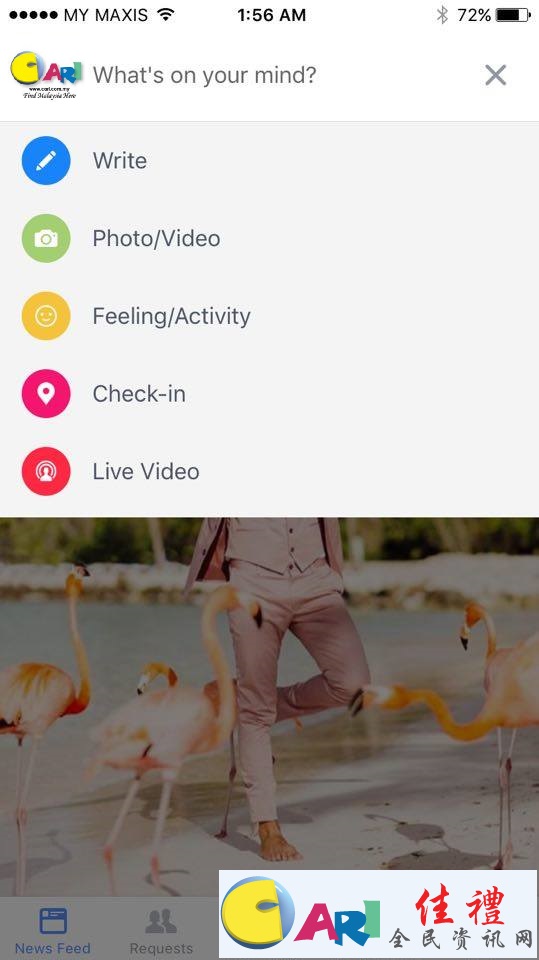 MY MAXIS
1:56 AM
72%
CARI
www.cari.com.my
Find Malaysia Here
What's on your mind?
Write
Photo/Video
Feeling/Activity
Check-in
Live Video
News Feed
Requests
CARI
佳禮
全民资讯网